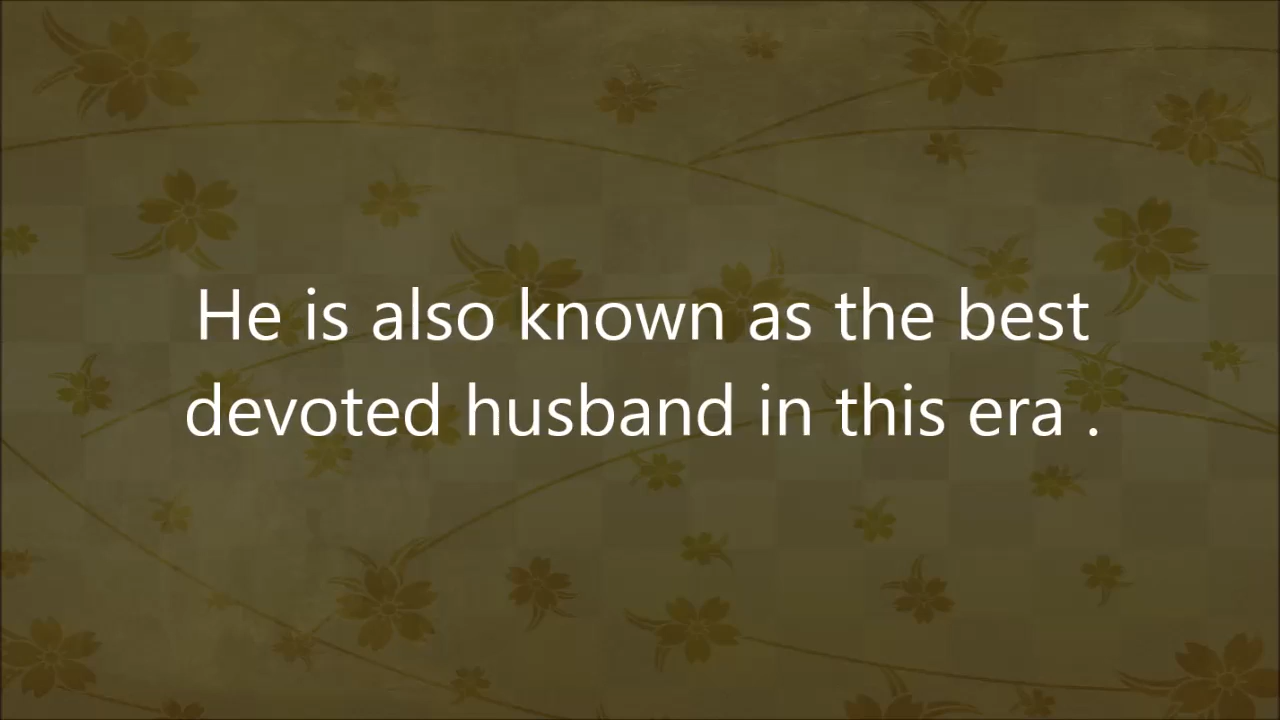 He is also known as the best
devoted husband in this era .